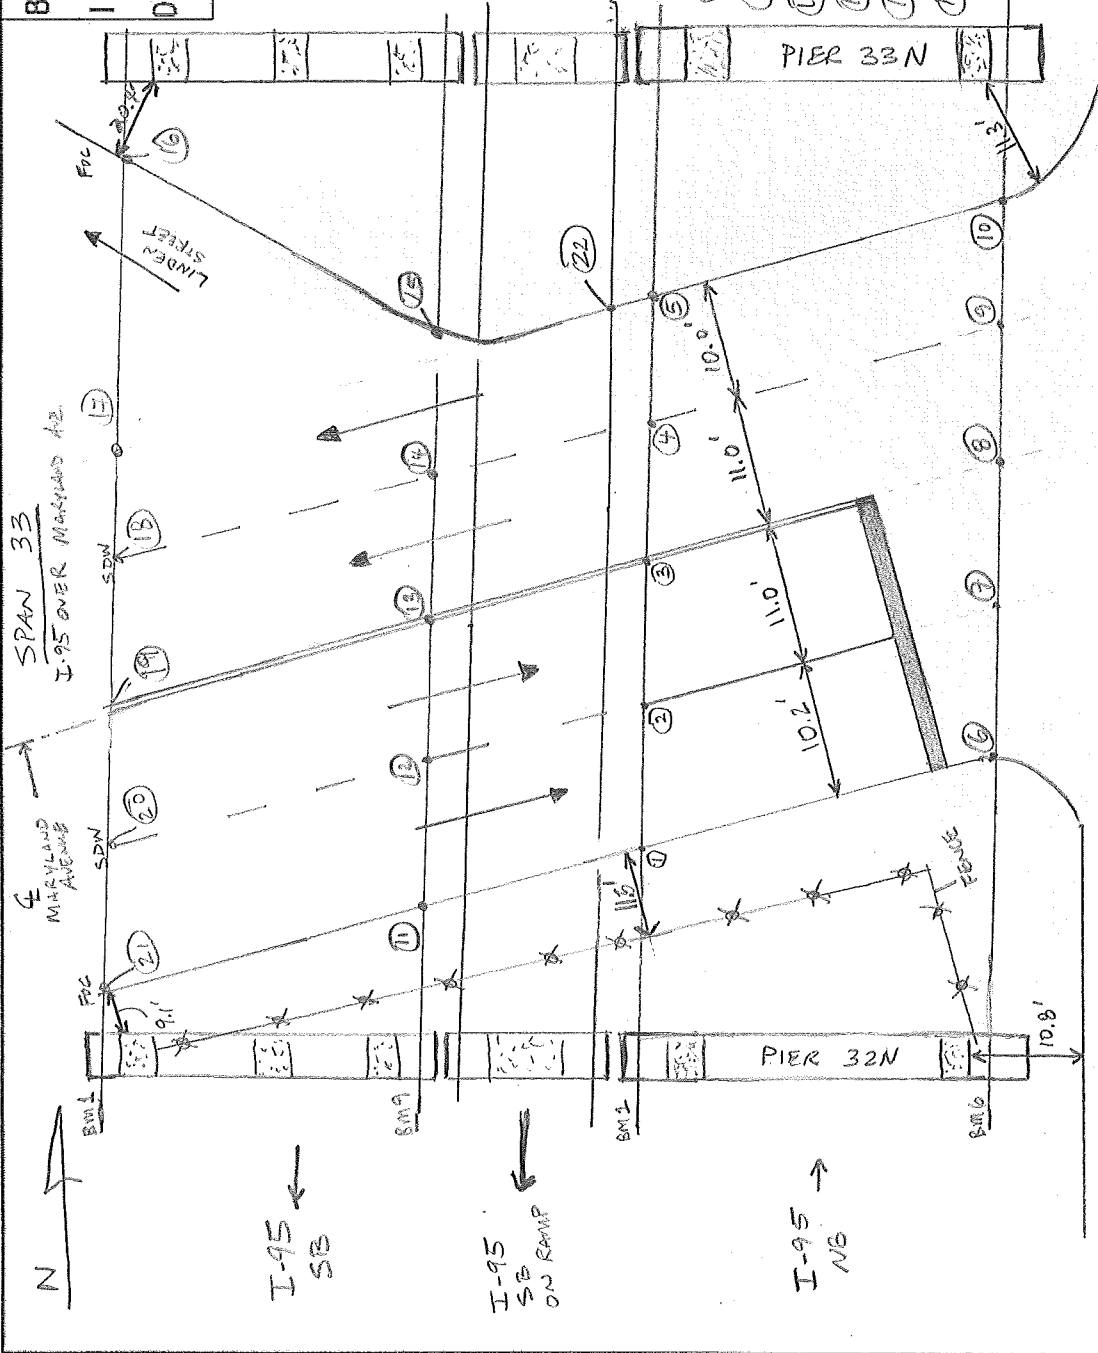 B
1
D
SPAN 33
I-95 OVER MARYLAND AVE.
N
℄
MARYLAND
AVENUE
LINDEN
STREET
FOC
16
PIER 33N
11.3'
17
18
SDW
19
20
SDW
21
FOC
9.1'
15
14
13
12
11
22
5
4
3
2
1
10.0'
11.0'
11.0'
10.2'
11.5'
10
9
8
7
6
FENCE
PIER 32N
10.8'
BM1
BM9
BM1
BM6
I-95
SB
I-95
SB
ON RAMP
I-95
NB